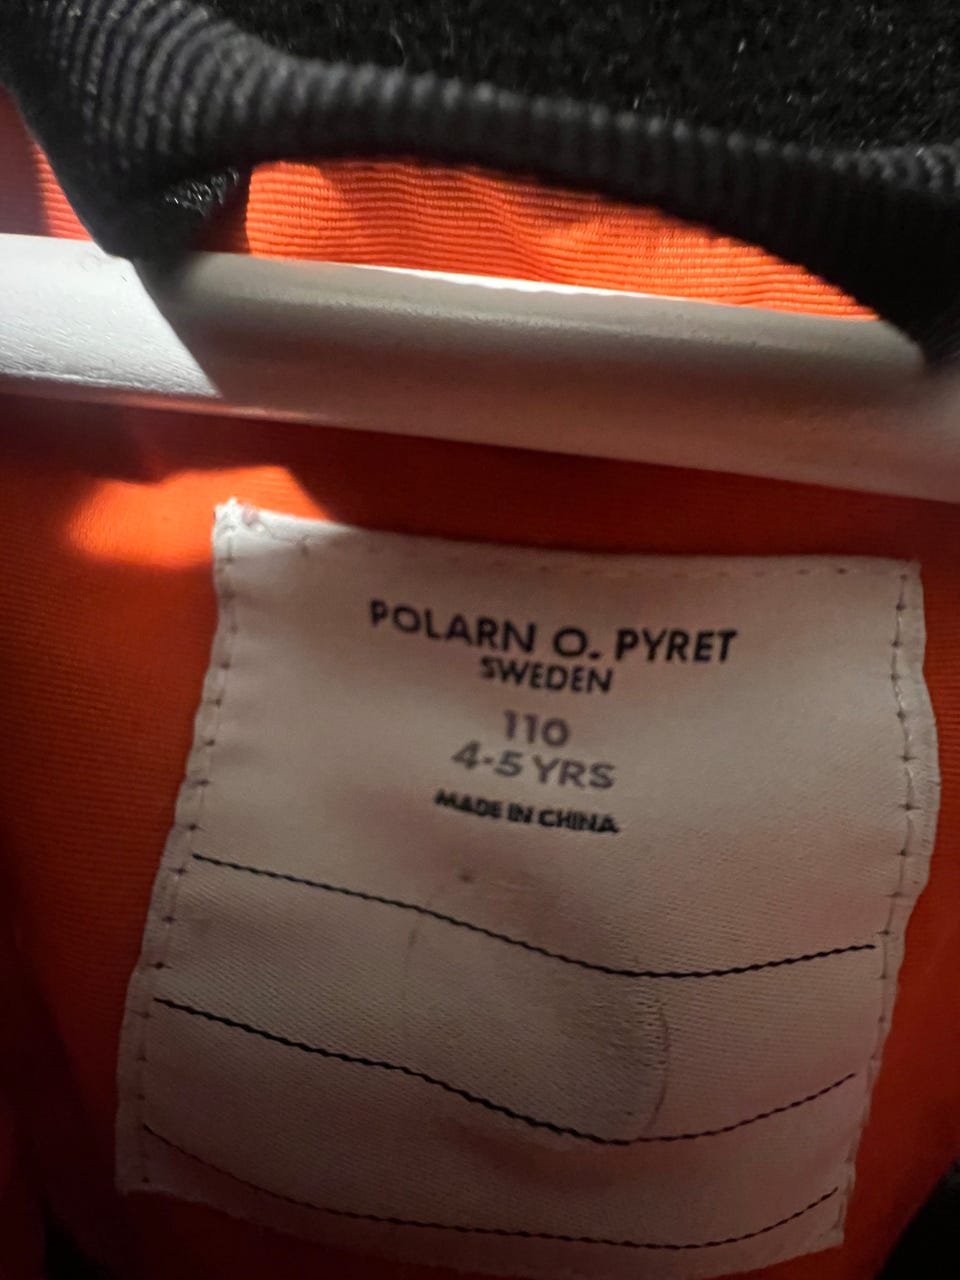 POLARN O. PYRET
SWEDEN
110
4-5 YRS
MADE IN CHINA